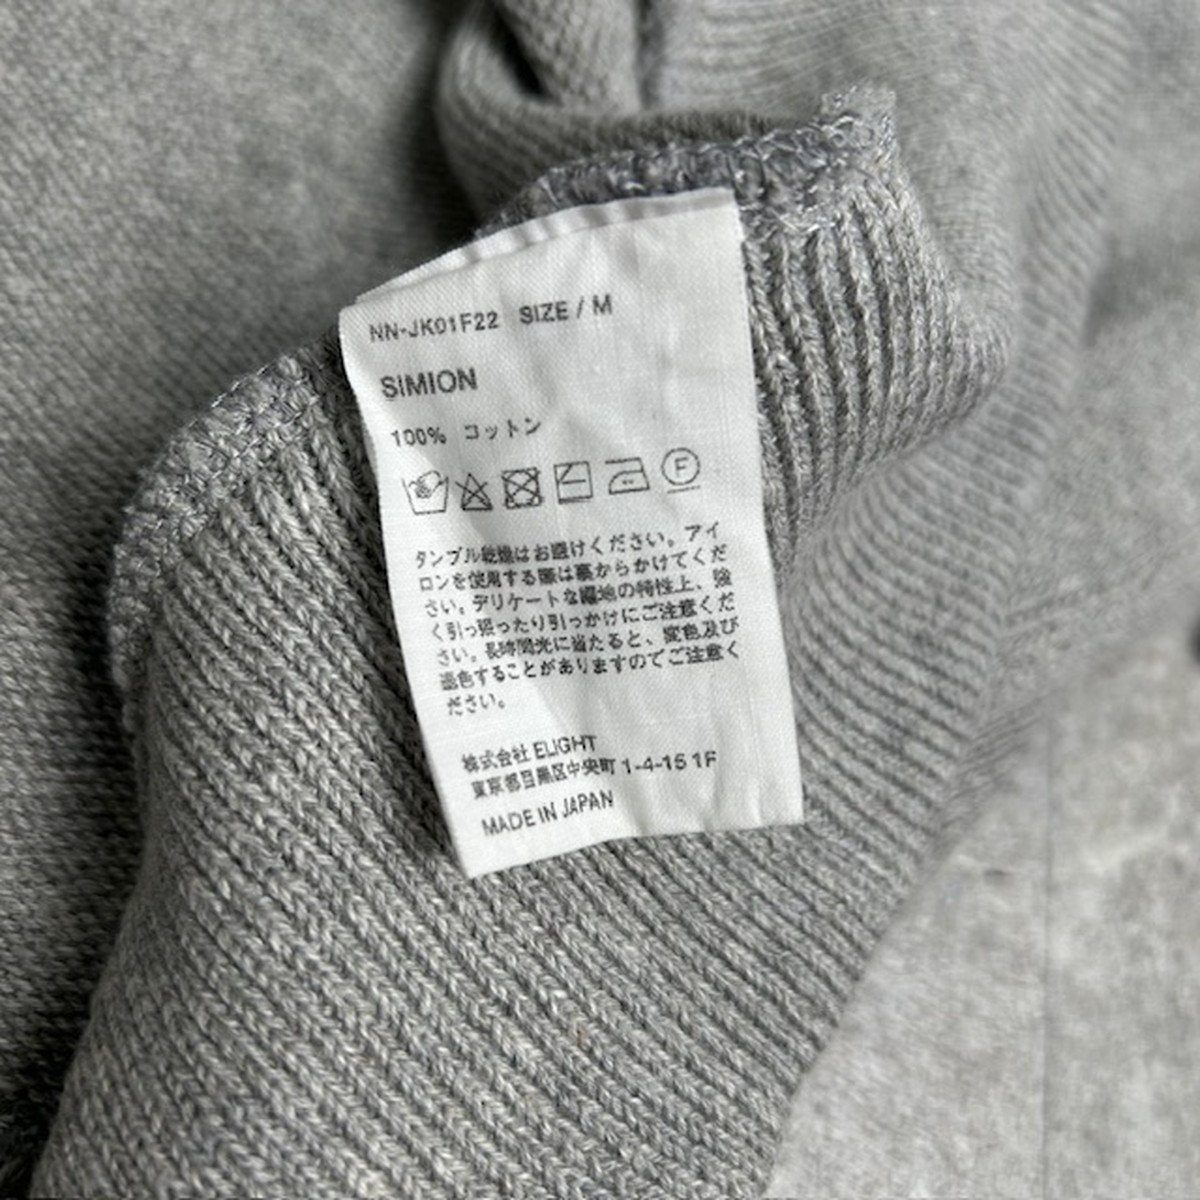 NN-JK01F22 SIZE / M
SIMION
100% コットン
F
タンブル乾燥はお避けください。アイ
ロンを使用する際は裏からかけてくだ
さい。デリケートな編地の特性上、強
く引っ張ったり引っかけにご注意くだ
さい。長時間光に当たると、変色及び
退色することがありますのでご注意く
ださい。
株式会社 ELIGHT
東京都目黒区中央町 1-4-15 1F
MADE IN JAPAN